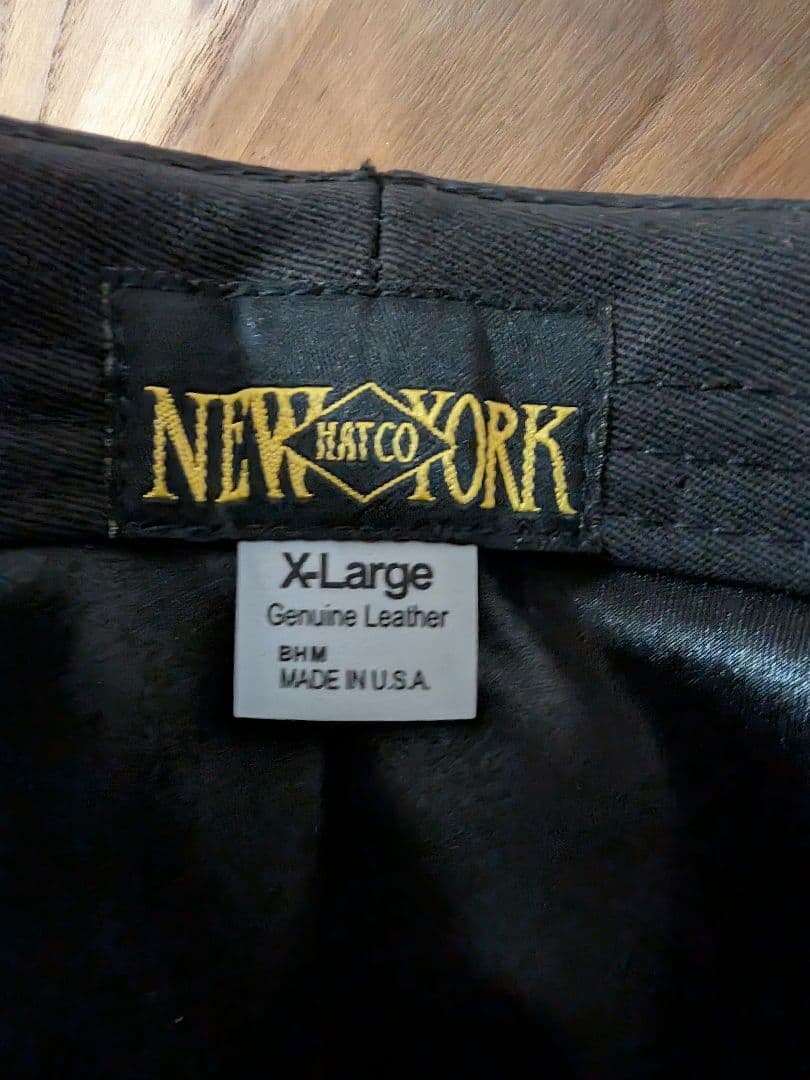 NEW HAT CO YORK
X-Large
Genuine Leather
BHM
MADE IN U.S.A.